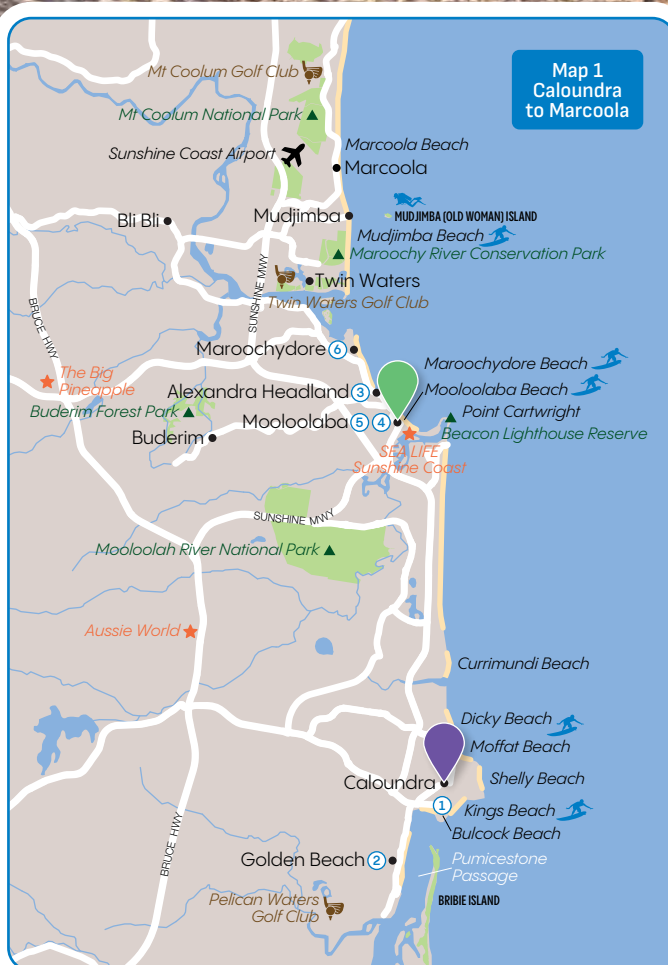 Map 1
Caloundra
to Marcoola
Mt Coolum Golf Club
Mt Coolum National Park
Marcoola Beach
Sunshine Coast Airport
Marcoola
Bli Bli
Mudjimba
MUDJIMBA (OLD WOMAN) ISLAND
Mudjimba Beach
Maroochy River Conservation Park
SUNSHINE MWY
Twin Waters
Twin Waters Golf Club
BRUCE HWY
Maroochydore 6
The Big
Pineapple
Maroochydore Beach
Alexandra Headland 3
Mooloolaba Beach
Buderim Forest Park
Point Cartwright
Mooloolaba 5 4
Beacon Lighthouse Reserve
Buderim
SEA LIFE
Sunshine Coast
SUNSHINE MWY
Mooloolah River National Park
Aussie World
Currimundi Beach
Dicky Beach
Moffat Beach
Caloundra
Shelly Beach
1
Kings Beach
Bulcock Beach
BRUCE HWY
Golden Beach 2
Pumicestone
Passage
Pelican Waters
Golf Club
BRIBIE ISLAND